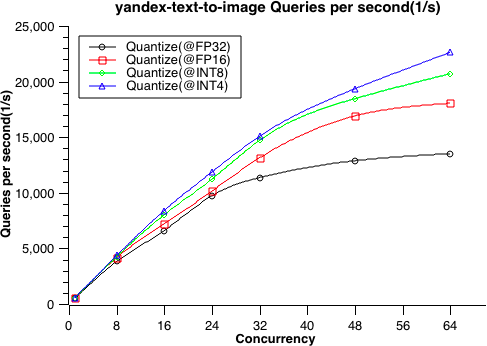 yandex-text-to-image Queries per second(1/s)
25,000
Quantize(@FP32)
Quantize(@FP16)
Quantize(@INT8)
Quantize(@INT4)
20,000
15,000
10,000
5,000
0
Queries per second(1/s)
0 8 16 24 32 40 48 56 64
Concurrency